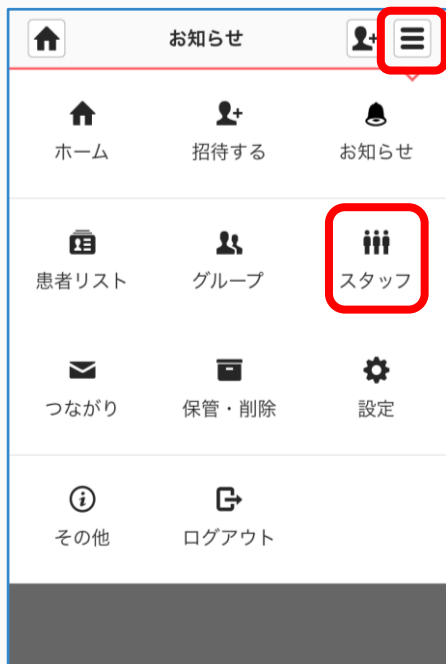 お知らせ
ホーム 招待する お知らせ
患者リスト グループ スタッフ
つながり 保管・削除 設定
その他 ログアウト